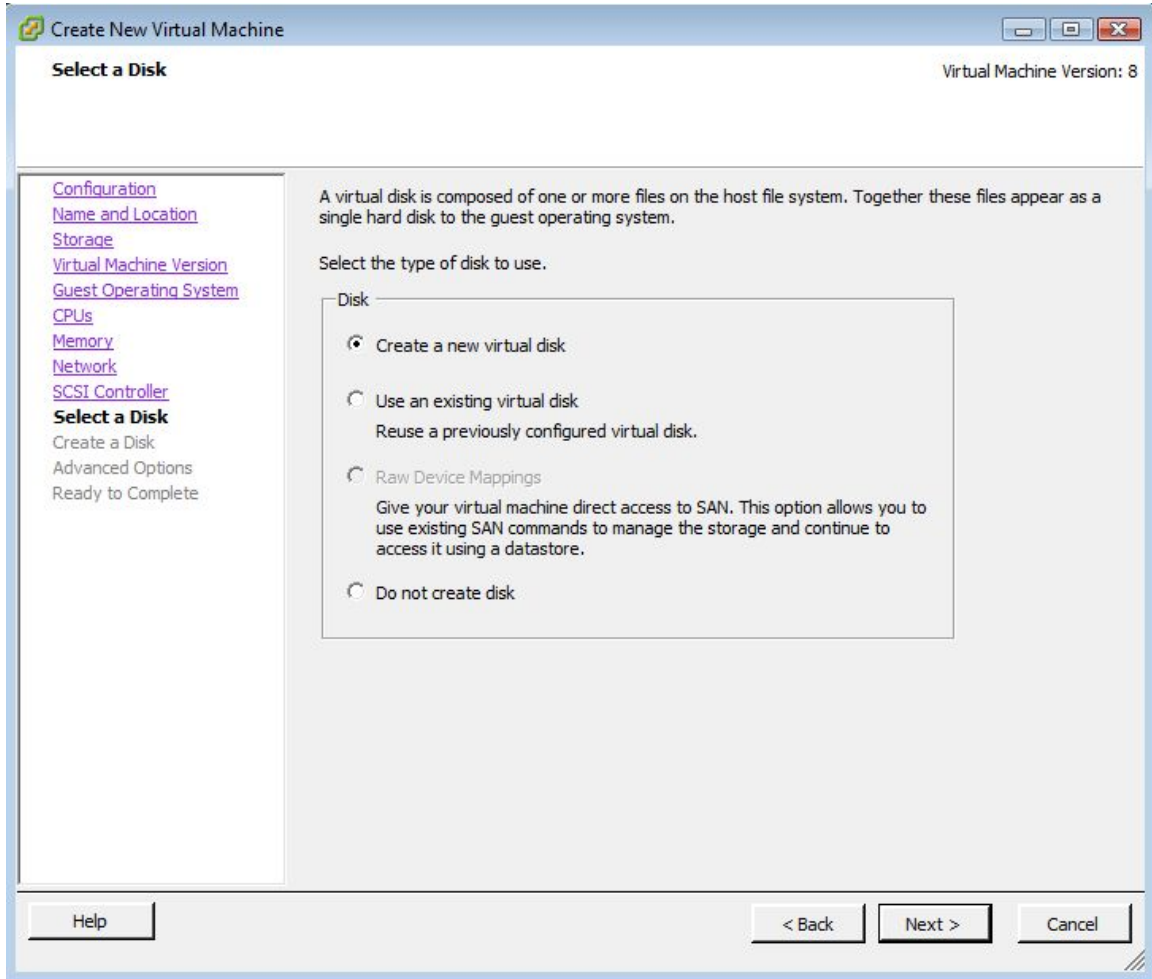 Create New Virtual Machine
Select a Disk
Virtual Machine Version: 8
Configuration
Name and Location
Storage
Virtual Machine Version
Guest Operating System
CPUs
Memory
Network
SCSI Controller
Select a Disk
Create a Disk
Advanced Options
Ready to Complete
A virtual disk is composed of one or more files on the host file system. Together these files appear as a
single hard disk to the guest operating system.
Select the type of disk to use.
Disk
Create a new virtual disk
Use an existing virtual disk
Reuse a previously configured virtual disk.
Raw Device Mappings
Give your virtual machine direct access to SAN. This option allows you to
use existing SAN commands to manage the storage and continue to
access it using a datastore.
Do not create disk
Help
< Back
Next >
Cancel